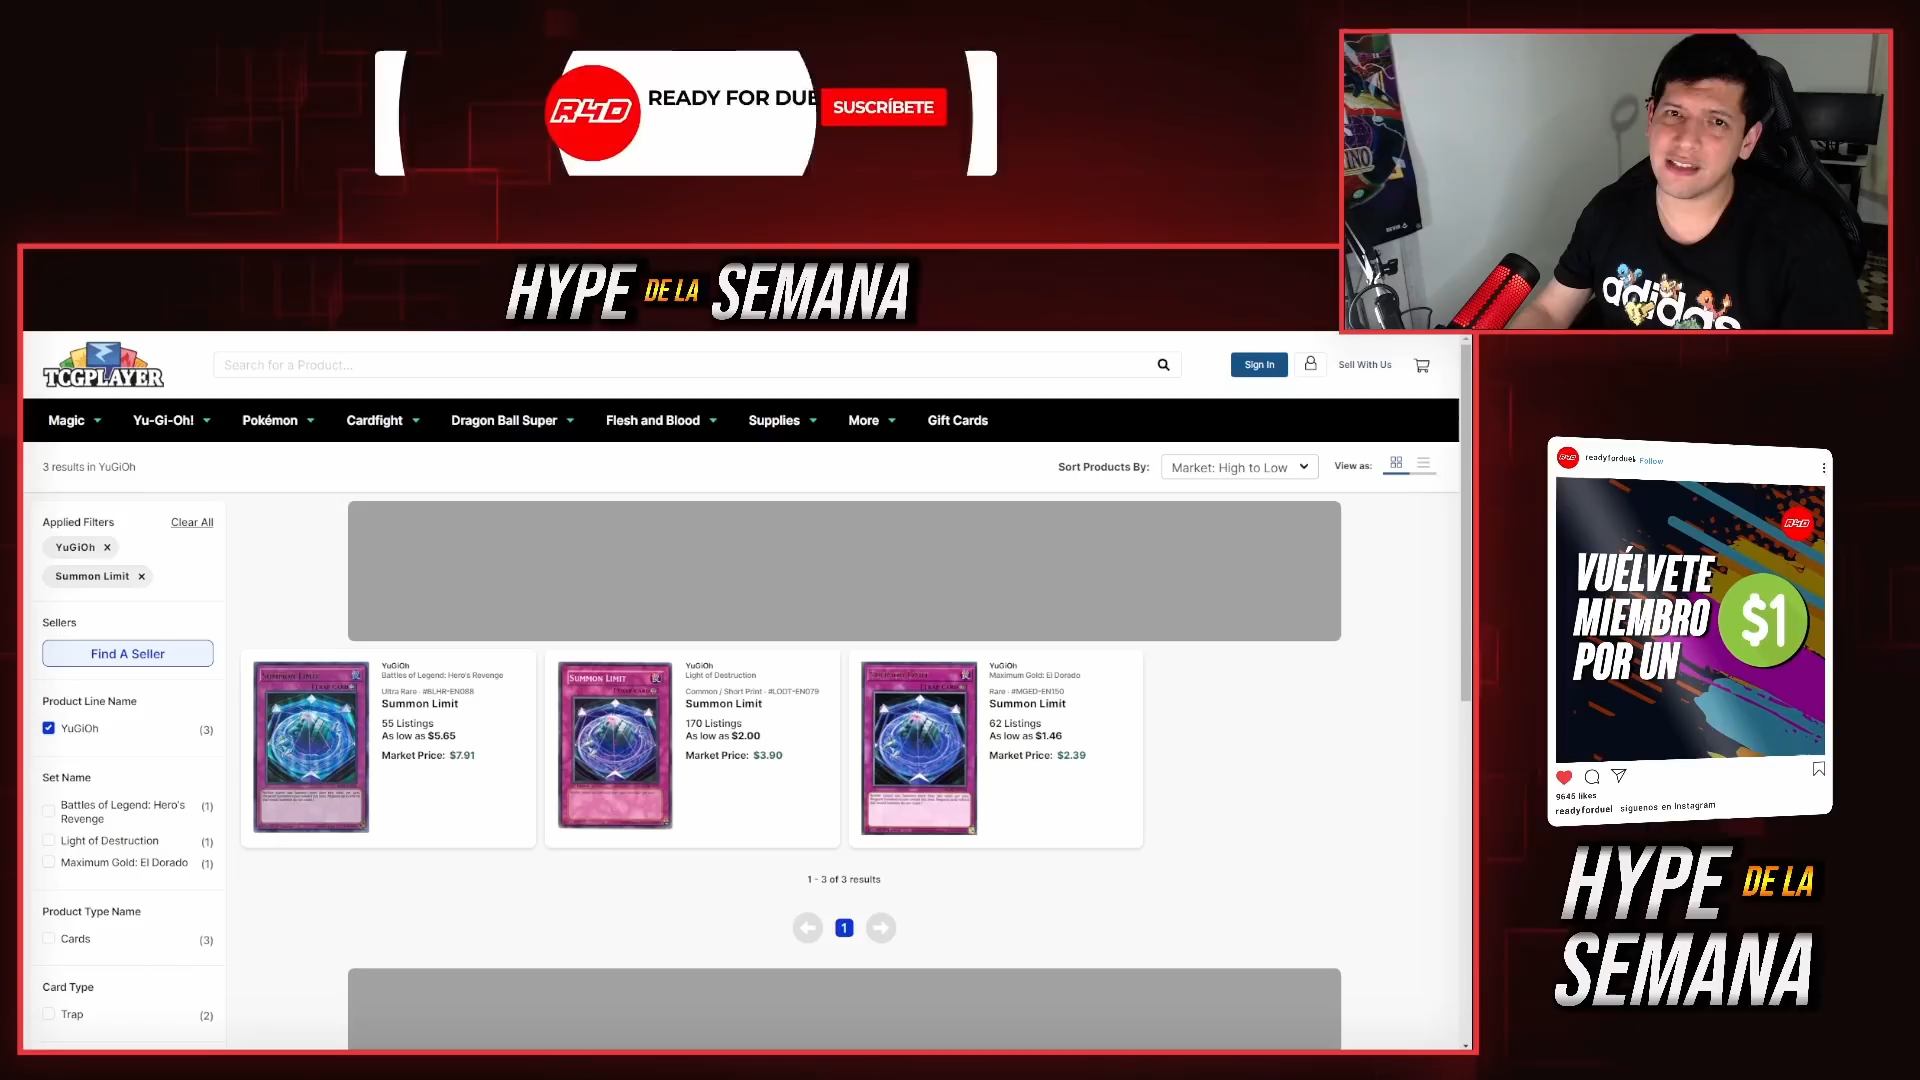 R4D
READY FOR DUE
SUSCRÍBETE
HYPE DE LA SEMANA
adidas
TCGPLAYER
Search for a Product...
Sign In
Sell With Us
Magic
Yu-Gi-Oh!
Pokémon
Cardfight
Dragon Ball Super
Flesh and Blood
Supplies
More
Gift Cards
3 results in YuGiOh
Sort Products By:
Market: High to Low
View as:
Applied Filters
Clear All
YuGiOh ×
Summon Limit ×
Sellers
Find A Seller
Product Line Name
YuGiOh (3)
Set Name
Battles of Legend: Hero's (1)
Revenge
Light of Destruction (1)
Maximum Gold: El Dorado (1)
Product Type Name
Cards (3)
Card Type
Trap (2)
SUMMON LIMIT
YuGiOh
Battles of Legend: Hero's Revenge
Ultra Rare · #BLHR-EN088
Summon Limit
55 Listings
As low as $5.65
Market Price: $7.91
SUMMON LIMIT
YuGiOh
Light of Destruction
Common / Short Print · #LODT-EN079
Summon Limit
170 Listings
As low as $2.00
Market Price: $3.90
YuGiOh
Maximum Gold: El Dorado
Rare · #MGED-EN150
Summon Limit
62 Listings
As low as $1.46
Market Price: $2.39
1 - 3 of 3 results
1
R4D
readyforduel Follow
R4D
VUÉLVETE
MIEMBRO
POR UN
$1
9645 likes
readyforduel siguenos en Instagram
HYPE DE LA
SEMANA